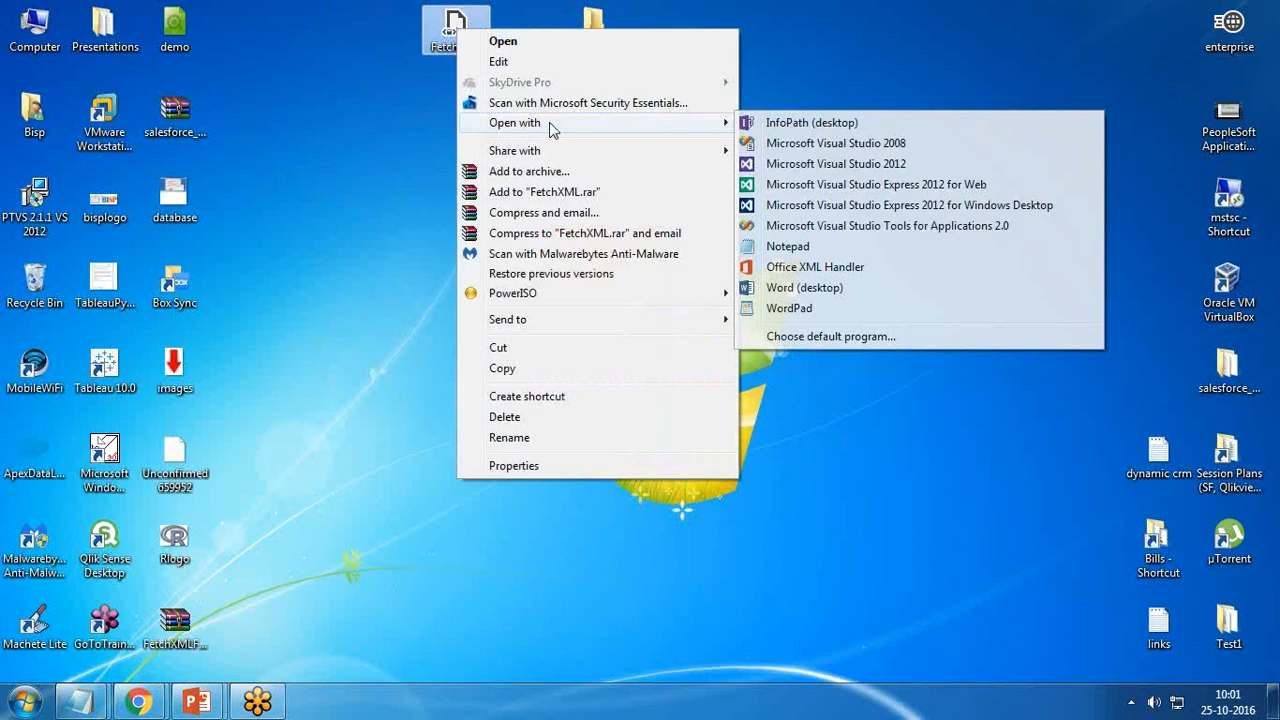 Computer
Presentations
demo
Bisp
VMware
Workstati...
salesforce_...
PTVS 2.1.1 VS
2012
bisplogo
database
Recycle Bin
TableauPy...
Box Sync
MobileWiFi
Tableau 10.0
images
ApexDataL...
Microsoft
Windo...
Unconfirmed
659952
Malwareby...
Anti-Malw...
Qlik Sense
Desktop
Rlogo
Machete Lite
GoToTrain...
FetchXMLF...
Open
Edit
SkyDrive Pro
Scan with Microsoft Security Essentials...
Open with
Share with
Add to archive...
Add to "FetchXML.rar"
Compress and email...
Compress to "FetchXML.rar" and email
Scan with Malwarebytes Anti-Malware
Restore previous versions
PowerISO
Send to
Cut
Copy
Create shortcut
Delete
Rename
Properties
InfoPath (desktop)
Microsoft Visual Studio 2008
Microsoft Visual Studio 2012
Microsoft Visual Studio Express 2012 for Web
Microsoft Visual Studio Express 2012 for Windows Desktop
Microsoft Visual Studio Tools for Applications 2.0
Notepad
Office XML Handler
Word (desktop)
WordPad
Choose default program...
enterprise
PeopleSoft
Applicati...
mstsc -
Shortcut
Oracle VM
VirtualBox
salesforce_...
dynamic crm
Session Plans
(SF, Qlikvie...
Bills -
Shortcut
µTorrent
links
Test1
10:01
25-10-2016